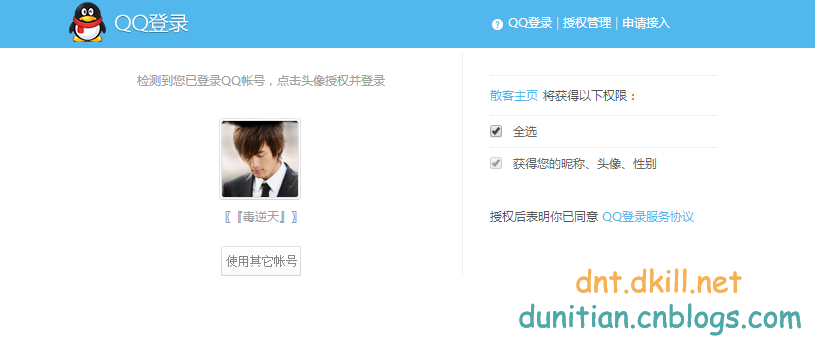 QQ登录
QQ登录 | 授权管理 | 申请接入
检测到您已登录QQ帐号，点击头像授权并登录
〖『毒逆天』〗
使用其它帐号
散客主页 将获得以下权限：
全选
获得您的昵称、头像、性别
授权后表明你已同意 QQ登录服务协议
dnt.dkill.net
dunitian.cnblogs.com